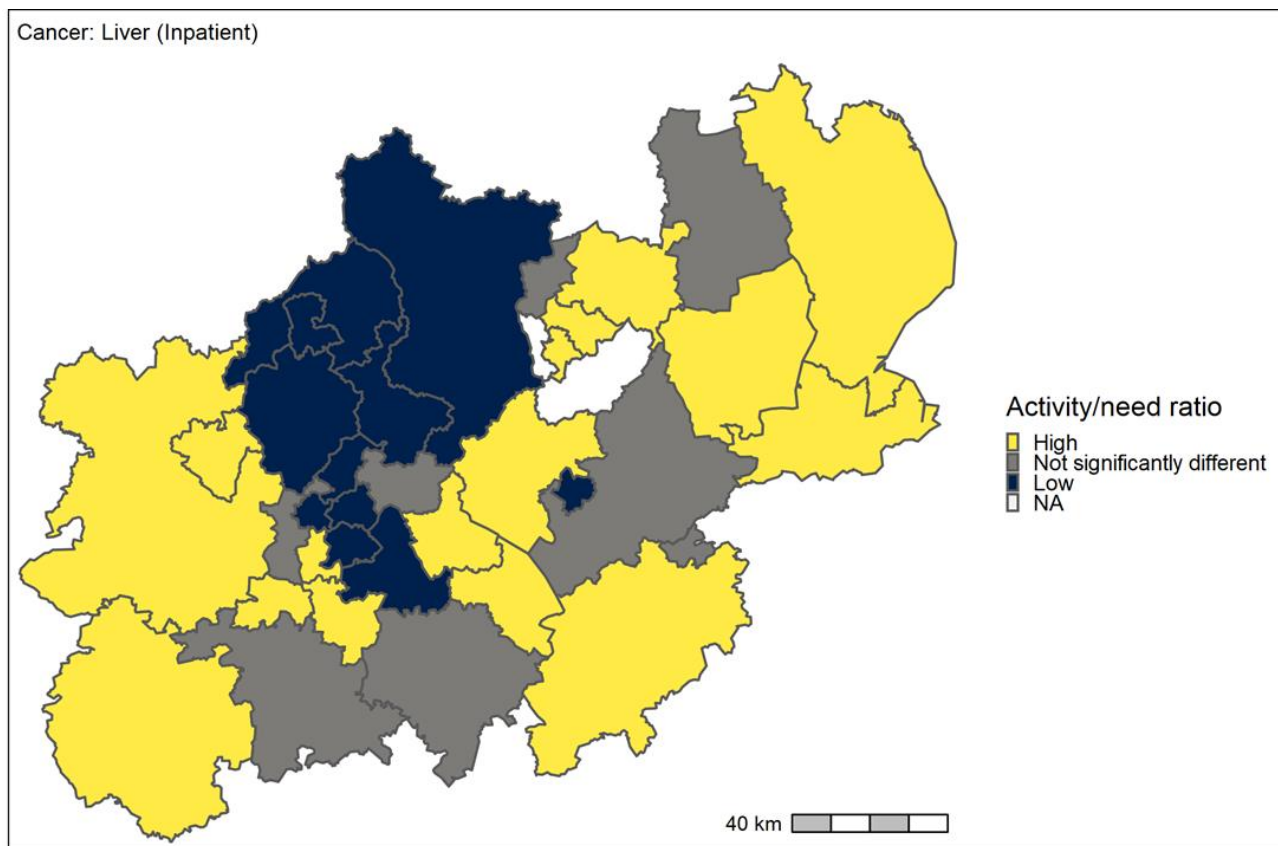 Cancer: Liver (Inpatient)
Activity/need ratio
High
Not significantly different
Low
NA
40 km